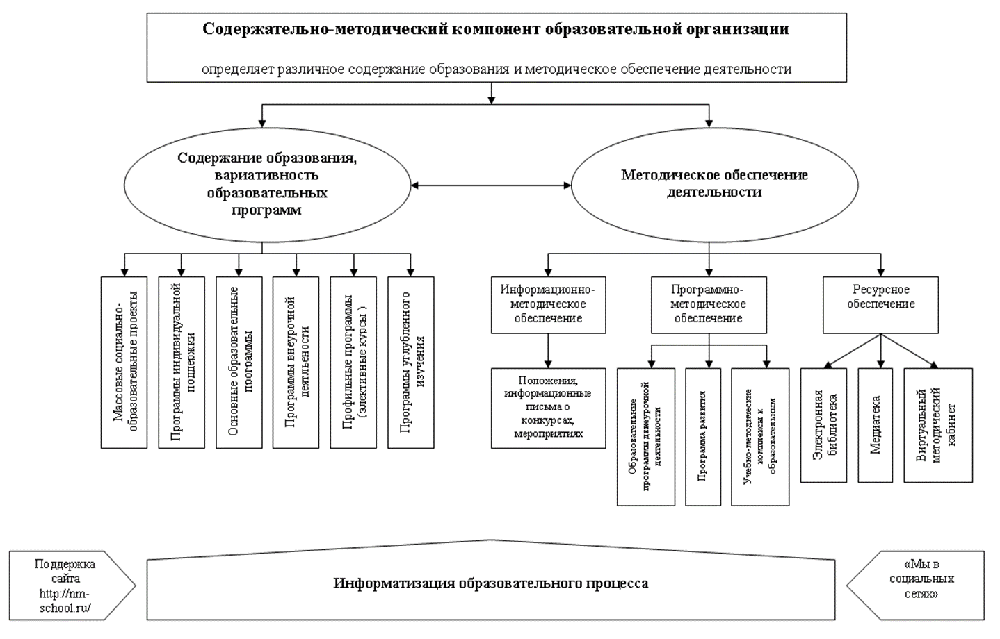 Содержательно-методический компонент образовательной организации
определяет различное содержание образования и методическое обеспечение деятельности
Содержание образования,
вариативность
образовательных
программ
Методическое обеспечение
деятельности
Массовые социально-
образовательные проекты
Программы индивидуальной
поддержки
Основные образовательные
программы
Программы внеурочной
деятльености
Профильные программы
(элективные курсы )
Программы углубленного
изучения
Информационно-
методическое
обеспечение
Программно-
методическое
обеспечение
Ресурсное
обеспечение
Положения,
информационные
письма о
конкурсах,
мероприятиях
Образовательные
программы внеурочной
деятельности
Программа развития
Учебно-методические
комплексы к
образовательным
Электронная
библиотека
Медиатека
Виртуальный
методический
кабинет
Поддержка
сайта
http://nm-
school.ru/
Информатизация образовательного процесса
«Мы в
социальных
сетях»